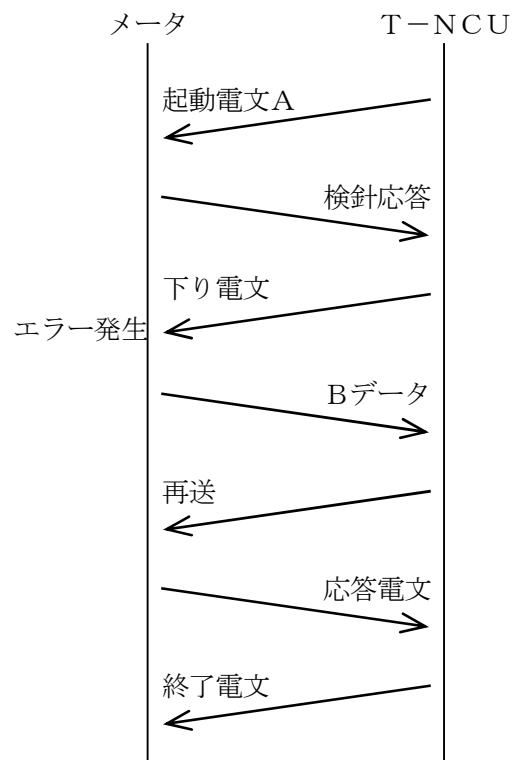 メータ
T－NCU
起動電文A
検針応答
下り電文
エラー発生
Bデータ
再送
応答電文
終了電文